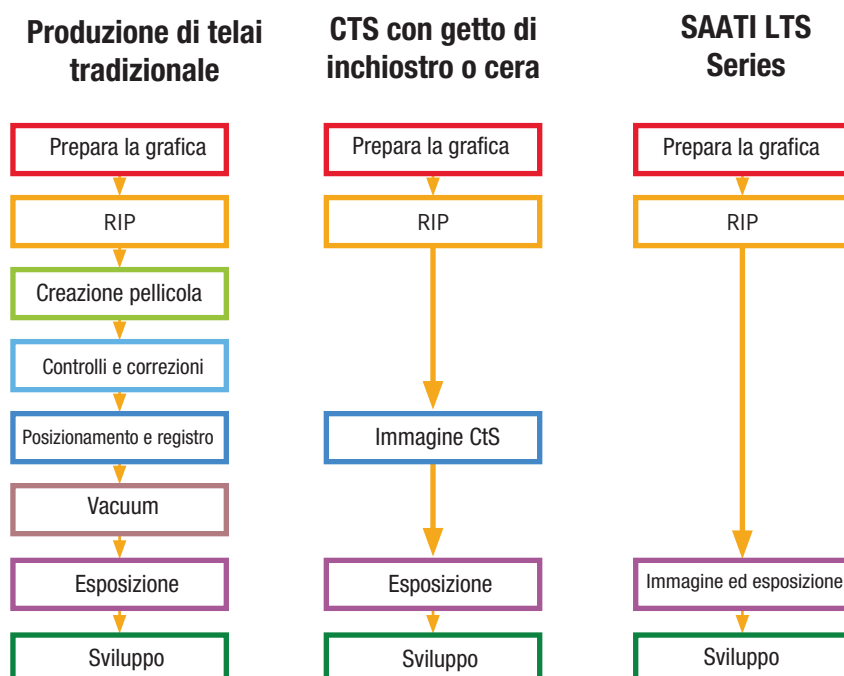 Produzione di telai
tradizionale
Prepara la grafica
RIP
Creazione pellicola
Controlli e correzioni
Posizionamento e registro
Vacuum
Esposizione
Sviluppo
CTS con getto di
inchiostro o cera
Prepara la grafica
RIP
Immagine CtS
Esposizione
Sviluppo
SAATI LTS
Series
Prepara la grafica
RIP
Immagine ed esposizione
Sviluppo